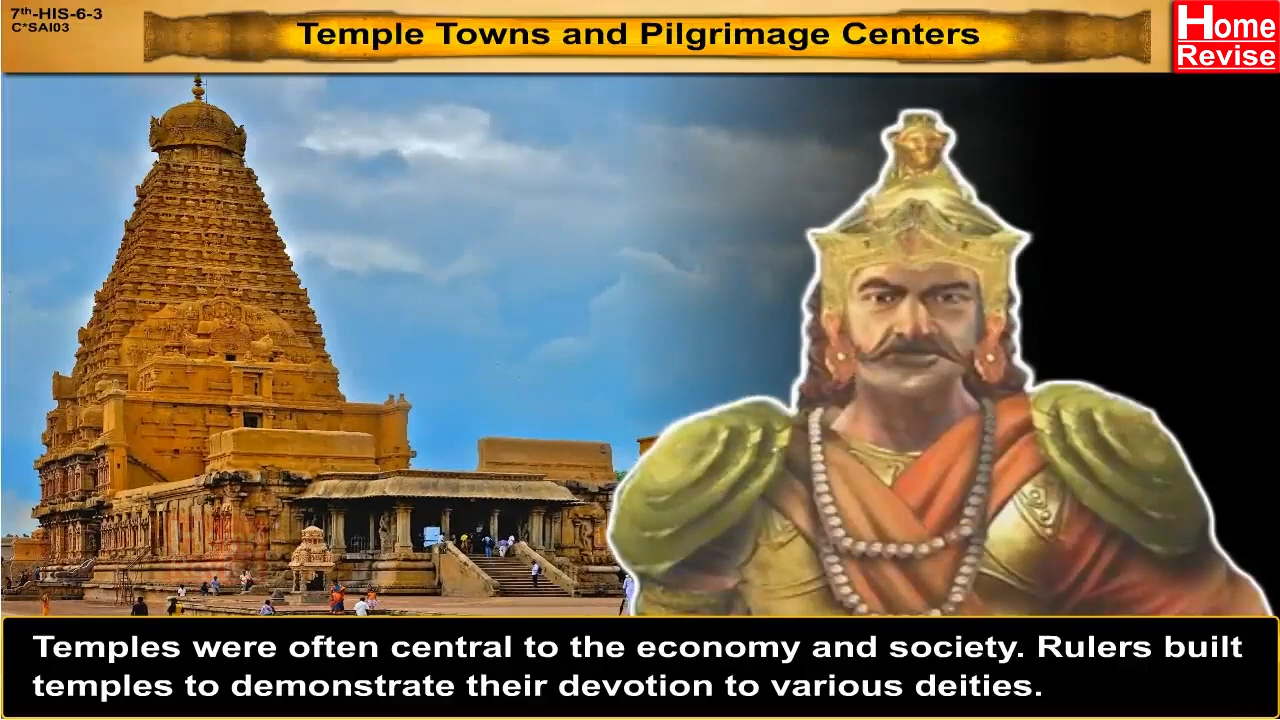 7th-HIS-6-3
C*SAI03
Temple Towns and Pilgrimage Centers
Home
Revise
Temples were often central to the economy and society. Rulers built
temples to demonstrate their devotion to various deities.